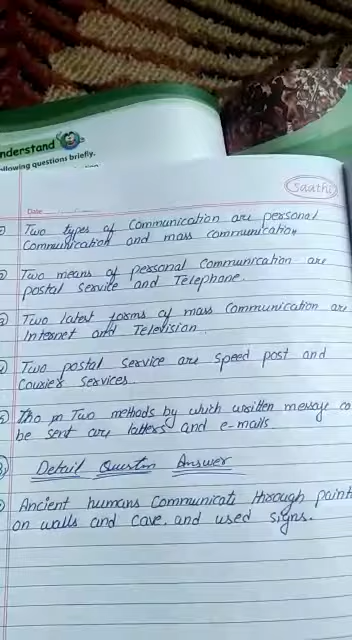 nderstand
ollowing questions briefly.
Saathi
Date
Two types of Communication are personal
Communication and mass communication
Two means of personal Communication are
postal service and Telephone.
Two latest forms of mass Communication are
Internet and Television
Two postal service are speed post and
Courier Services.
Two methods by which written message ca
be sent are latters and e-mails
Detail Question Answer
Ancient humans Communicate through paint
on walls and cave, and used signs.